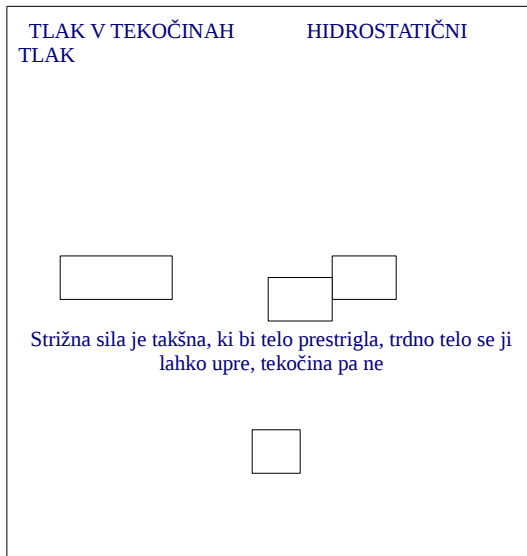 TLAK V TEKOČINAH HIDROSTATIČNI
TLAK
Strižna sila je takšna, ki bi telo prestrigla, trdno telo se ji
lahko upre, tekočina pa ne